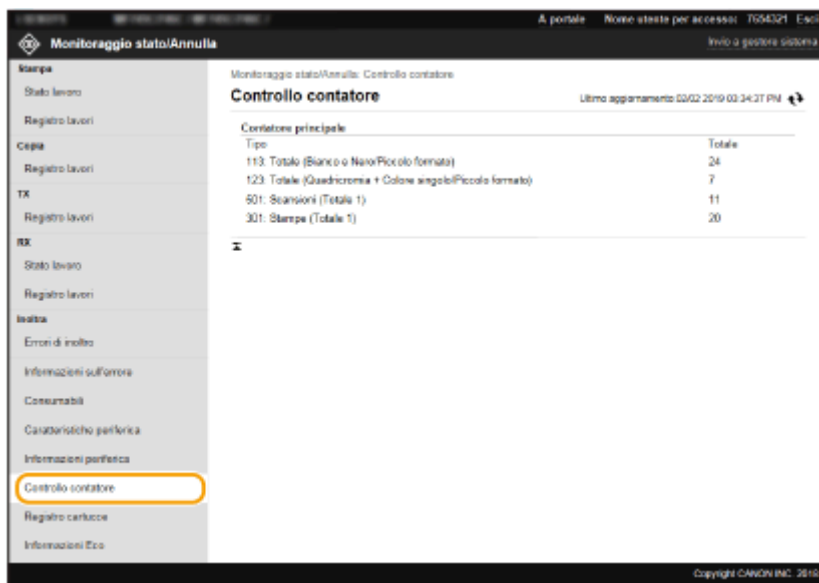 A portale Nome utente per accesso: 7654321 Esci
Monitoraggio stato/Annulla
Invio a gestore sistema
Stampa
Stato lavoro
Registro lavori
Copia
Registro lavori
TX
Registro lavori
RX
Stato lavoro
Registro lavori
Inoltra
Errori di inoltro
Informazioni sull'errore
Consumabili
Caratteristiche periferica
Informazioni periferica
Controllo contatore
Registro cartucce
Informazioni Eco
Monitoraggio stato/Annulla: Controllo contatore
Controllo contatore
Ultimo aggiornamento 02/02 2019 03:34:37 PM
Contatore principale
Tipo Totale
113: Totale (Bianco e Nero/Piccolo formato) 24
123: Totale (Quadricromia + Colore singolo/Piccolo formato) 7
501: Scansioni (Totale 1) 11
301: Stampe (Totale 1) 20
Copyright CANON INC. 2018